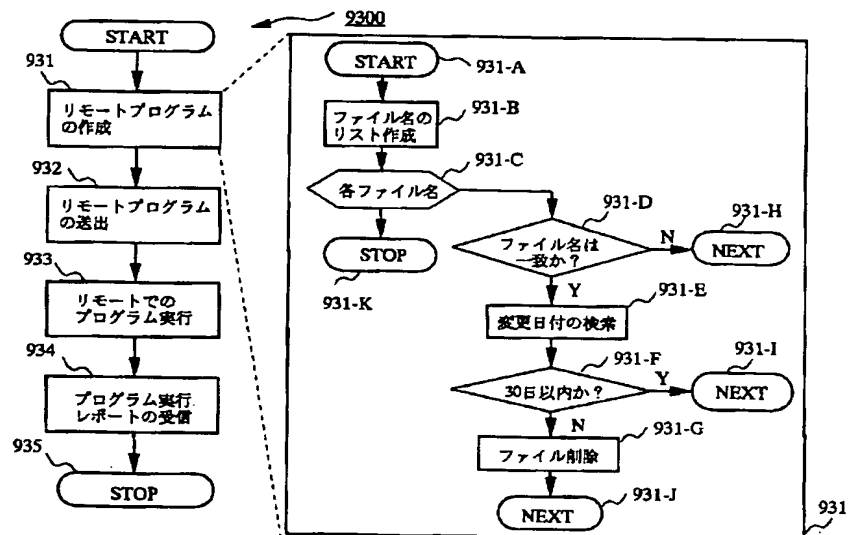 9300
START
931
リモートプログラム
の作成
932
リモートプログラム
の送出
933
リモートでの
プログラム実行
934
プログラム実行
レポートの受信
935
STOP
START
931-A
ファイル名の
リスト作成
931-B
931-C
各ファイル名
STOP
931-K
931-D
ファイル名は
一致か?
N
931-H
NEXT
Y
931-E
変更日付の検索
931-F
30日以内か?
Y
931-I
NEXT
N
931-G
ファイル削除
NEXT
931-J
931